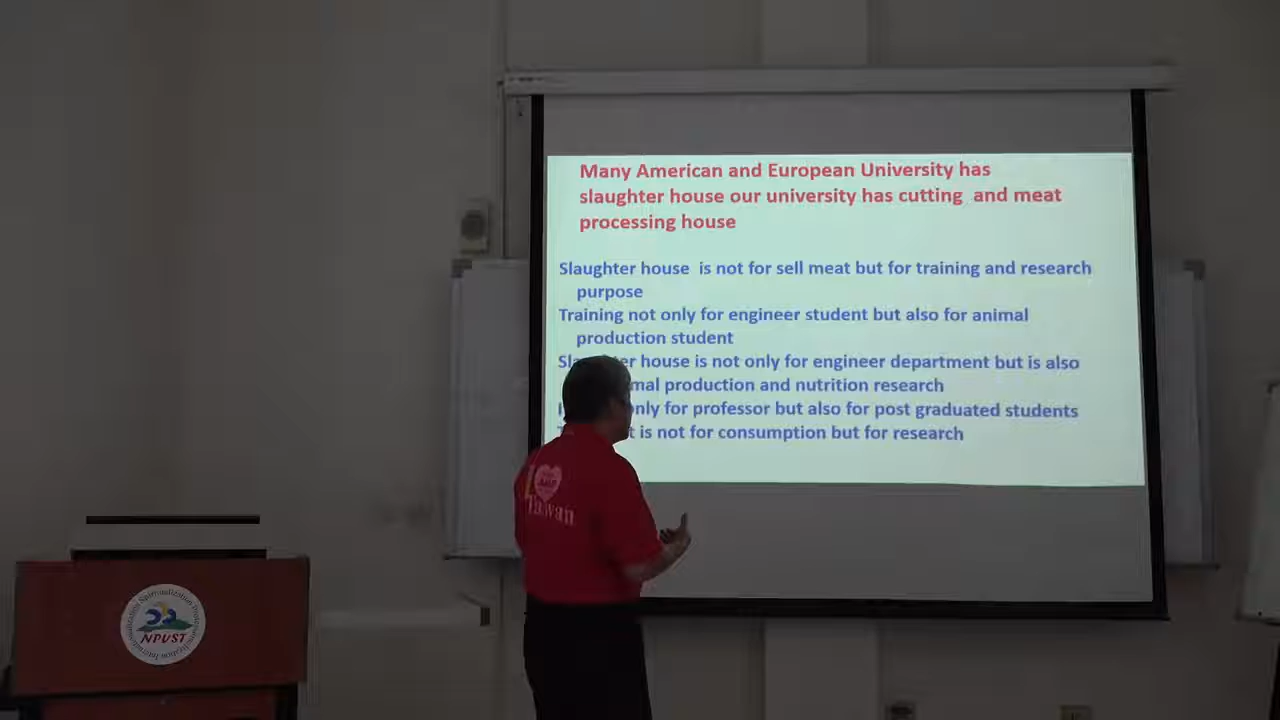 Many American and European University has
slaughter house our university has cutting and meat
processing house
Slaughter house is not for sell meat but for training and research
purpose
Training not only for engineer student but also for animal
production student
house is not only for engineer department but is also
production and nutrition research
only for professor but also for post graduated students
is not for consumption but for research
I
Taiwan
NPUST